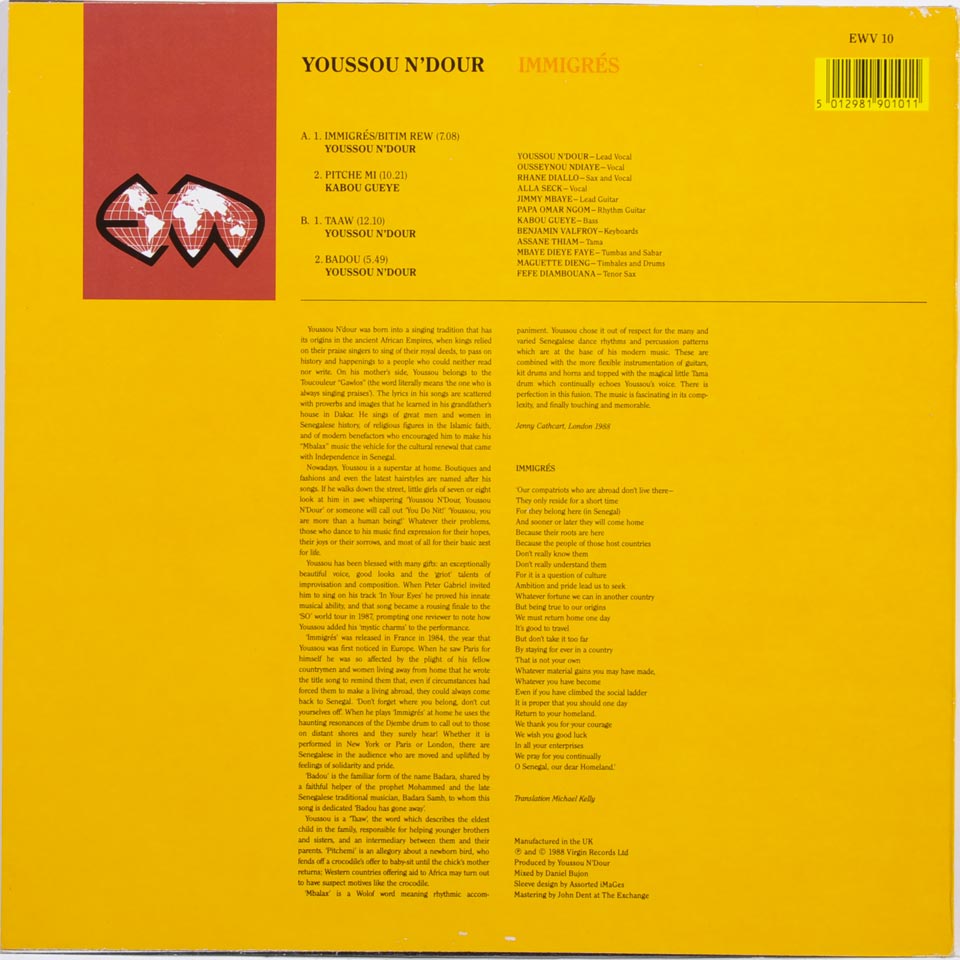 EWV 10
YOUSSOU N'DOUR IMMIGRÉS
5 012981 901011
A. 1. IMMIGRÉS/BITIM REW (7.08)
YOUSSOU N'DOUR
2. PITCHE MI (10.21)
KABOU GUEYE
B. 1. TAAW (12.10)
YOUSSOU N'DOUR
2. BADOU (5.49)
YOUSSOU N'DOUR
YOUSSOU N'DOUR—Lead Vocal
OUSSEYNOU NDIAYE—Vocal
RHANE DIALLO—Sax and Vocal
ALLA SECK—Vocal
JIMMY MBAYE—Lead Guitar
PAPA OMAR NGOM—Rhythm Guitar
KABOU GUEYE—Bass
BENJAMIN VALFROY—Keyboards
ASSANE THIAM—Tama
MBAYE DIEYE FAYE—Tumbas and Sabar
MAGUETTE DIENG—Timbales and Drums
FEFE DIAMBOUANA—Tenor Sax
Youssou N'dour was born into a singing tradition that has
its origins in the ancient African Empires, when kings relied
on their praise singers to sing of their royal deeds, to pass on
history and happenings to a people who could neither read
nor write. On his mother's side, Youssou belongs to the
Toucouleur "Gawlos" (the word literally means 'the one who is
always singing praises'). The lyrics in his songs are scattered
with proverbs and images that he learned in his grandfather's
house in Dakar. He sings of great men and women in
Senegalese history, of religious figures in the Islamic faith,
and of modern benefactors who encouraged him to make his
"Mbalax" music the vehicle for the cultural renewal that came
with Independence in Senegal.
Nowadays, Youssou is a superstar at home. Boutiques and
fashions and even the latest hairstyles are named after his
songs. If he walks down the street, little girls of seven or eight
look at him in awe whispering 'Youssou N'Dour, Youssou
N'Dour' or someone will call out 'You Do Nit!' 'Youssou, you
are more than a human being!' Whatever their problems,
those who dance to his music find expression for their hopes,
their joys or their sorrows, and most of all for their basic zest
for life.
Youssou has been blessed with many gifts: an exceptionally
beautiful voice, good looks and the 'griot' talents of
improvisation and composition. When Peter Gabriel invited
him to sing on his track 'In Your Eyes' he proved his innate
musical ability, and that song became a rousing finale to the
'SO' world tour in 1987, prompting one reviewer to note how
Youssou added his 'mystic charms' to the performance.
'Immigrés' was released in France in 1984, the year that
Youssou was first noticed in Europe. When he saw Paris for
himself he was so affected by the plight of his fellow
countrymen and women living away from home that he wrote
the title song to remind them that, even if circumstances had
forced them to make a living abroad, they could always come
back to Senegal. 'Don't forget where you belong, don't cut
yourselves off'. When he plays 'Immigrés' at home he uses the
haunting resonances of the Djembe drum to call out to those
on distant shores and they surely hear! Whether it is
performed in New York or Paris or London, there are
Senegalese in the audience who are moved and uplifted by
feelings of solidarity and pride.
'Badou' is the familiar form of the name Badara, shared by
a faithful helper of the prophet Mohammed and the late
Senegalese traditional musician, Badara Samb, to whom this
song is dedicated 'Badou has gone away'.
Youssou is a 'Taaw', the word which describes the eldest
child in the family, responsible for helping younger brothers
and sisters, and an intermediary between them and their
parents. 'Pitchemi' is an allegory about a newborn bird, who
fends off a crocodile's offer to baby-sit until the chick's mother
returns; Western countries offering aid to Africa may turn out
to have suspect motives like the crocodile.
'Mbalax' is a Wolof word meaning rhythmic accom-
paniment. Youssou chose it out of respect for the many and
varied Senegalese dance rhythms and percussion patterns
which are at the base of his modern music. These are
combined with the more flexible instrumentation of guitars,
kit drums and horns and topped with the magical little Tama
drum which continually echoes Youssou's voice. There is
perfection in this fusion. The music is fascinating in its comp-
lexity, and finally touching and memorable.
Jenny Cathcart, London 1988
IMMIGRÉS
'Our compatriots who are abroad don't live there—
They only reside for a short time
For they belong here (in Senegal)
And sooner or later they will come home
Because their roots are here
Because the people of those host countries
Don't really know them
Don't really understand them
For it is a question of culture
Ambition and pride lead us to seek
Whatever fortune we can in another country
But being true to our origins
We must return home one day
It's good to travel
But don't take it too far
By staying for ever in a country
That is not your own
Whatever material gains you may have made,
Whatever you have become
Even if you have climbed the social ladder
It is proper that you should one day
Return to your homeland.
We thank you for your courage
We wish you good luck
In all your enterprises
We pray for you continually
O Senegal, our dear Homeland.'
Translation Michael Kelly
Manufactured in the UK
℗ and © 1988 Virgin Records Ltd
Produced by Youssou N'Dour
Mixed by Daniel Bujon
Sleeve design by Assorted iMaGes
Mastering by John Dent at The Exchange